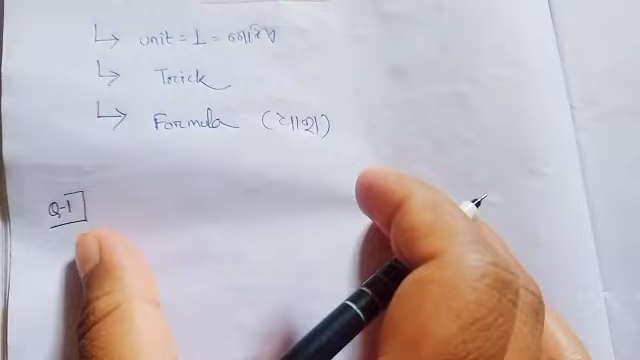 ↳ unit = 1 =
↳ Trick
↳ Formula
Q-1